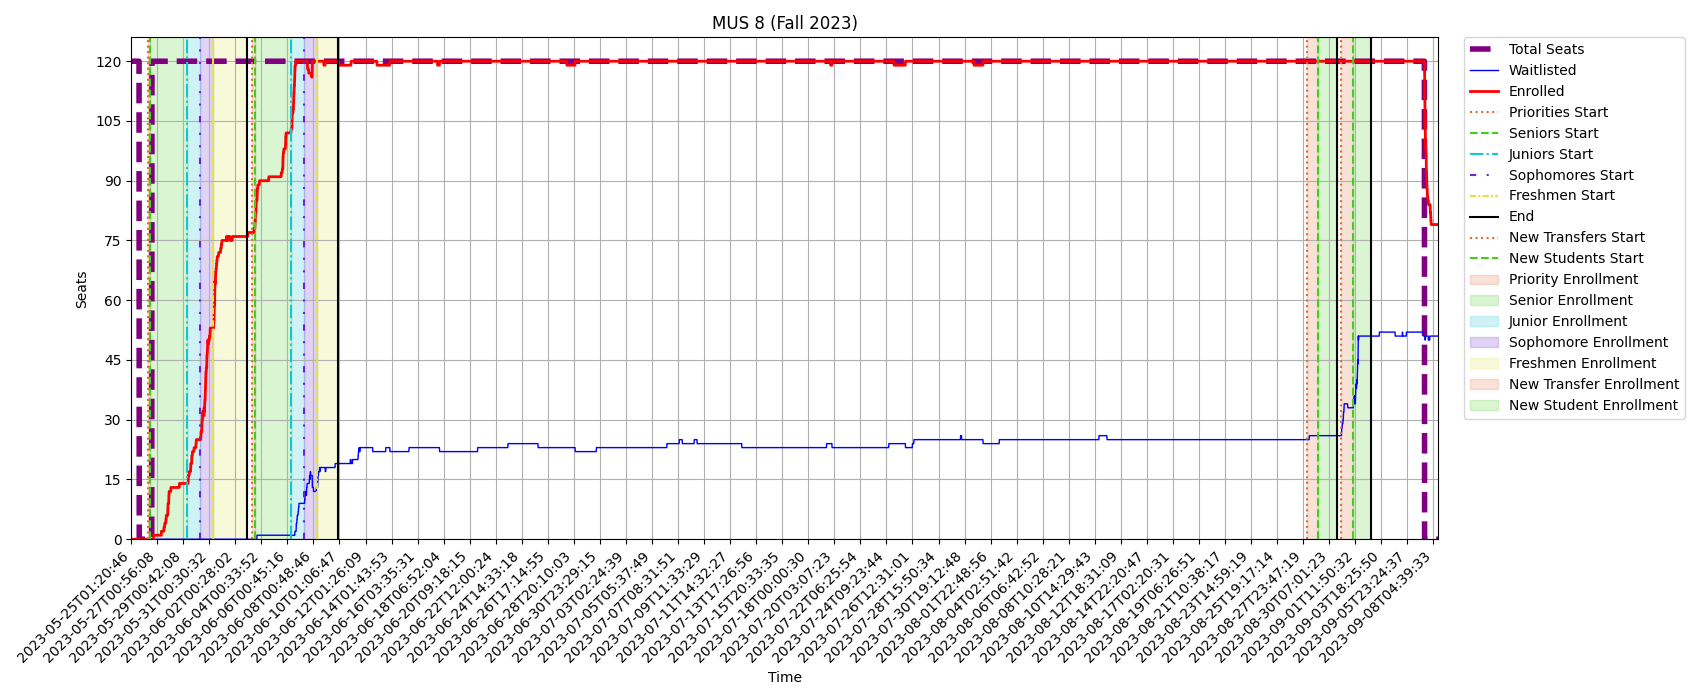 MUS 8 (Fall 2023)
Seats
120
105
90
75
60
45
30
15
0
2023-05-25T01:20:46
2023-05-27T00:56:08
2023-05-29T00:42:08
2023-05-31T00:30:32
2023-06-02T00:28:02
2023-06-04T00:33:52
2023-06-06T00:45:16
2023-06-08T00:48:46
2023-06-10T01:06:47
2023-06-12T01:26:09
2023-06-14T01:43:53
2023-06-16T03:35:31
2023-06-18T06:52:04
2023-06-20T09:18:15
2023-06-22T12:00:24
2023-06-24T14:33:18
2023-06-26T17:14:55
2023-06-28T20:10:03
2023-06-30T23:29:15
2023-07-03T02:24:39
2023-07-05T05:37:49
2023-07-07T08:31:51
2023-07-09T11:33:29
2023-07-11T14:32:27
2023-07-13T17:26:56
2023-07-15T20:33:35
2023-07-18T00:00:30
2023-07-20T03:07:23
2023-07-22T06:25:54
2023-07-24T09:23:44
2023-07-26T12:31:01
2023-07-28T15:50:34
2023-07-30T19:12:48
2023-08-01T22:48:56
2023-08-04T02:51:42
2023-08-06T06:42:52
2023-08-08T10:28:21
2023-08-10T14:29:43
2023-08-12T18:31:09
2023-08-14T22:20:47
2023-08-17T02:20:31
2023-08-19T06:26:51
2023-08-21T10:38:17
2023-08-23T14:59:19
2023-08-25T19:17:14
2023-08-27T23:47:19
2023-08-30T07:01:23
2023-09-01T11:50:32
2023-09-03T18:25:50
2023-09-05T23:24:37
2023-09-08T04:39:33
Time
Total Seats
Waitlisted
Enrolled
Priorities Start
Seniors Start
Juniors Start
Sophomores Start
Freshmen Start
End
New Transfers Start
New Students Start
Priority Enrollment
Senior Enrollment
Junior Enrollment
Sophomore Enrollment
Freshmen Enrollment
New Transfer Enrollment
New Student Enrollment